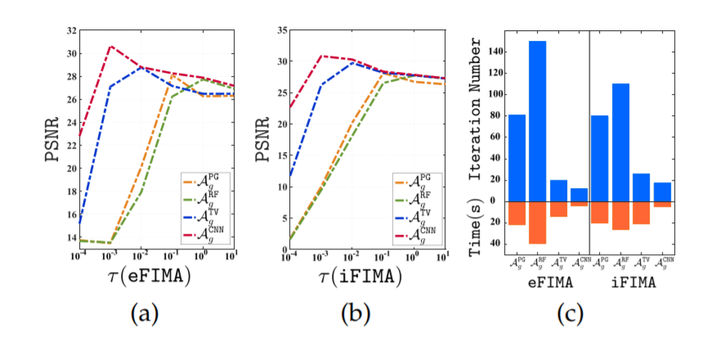 32
30
28
26
24
22
20
18
16
14
PSNR
10⁻⁴ 10⁻³ 10⁻² 10⁻¹ 10⁰ 10¹
τ(eFIMA)
𝒜_g^PG
𝒜_g^RF
𝒜_g^TV
𝒜_g^CNN
(a)
35
30
25
20
15
10
5
0
PSNR
10⁻⁴ 10⁻³ 10⁻² 10⁻¹ 10⁰ 10¹
τ(iFIMA)
𝒜_g^PG
𝒜_g^RF
𝒜_g^TV
𝒜_g^CNN
(b)
Iteration Number
Time(s)
140
120
100
80
60
40
20
0
20
40
𝒜_g^PG 𝒜_g^RF 𝒜_g^TV 𝒜_g^CNN 𝒜_g^PG 𝒜_g^RF 𝒜_g^TV 𝒜_g^CNN
eFIMA iFIMA
(c)